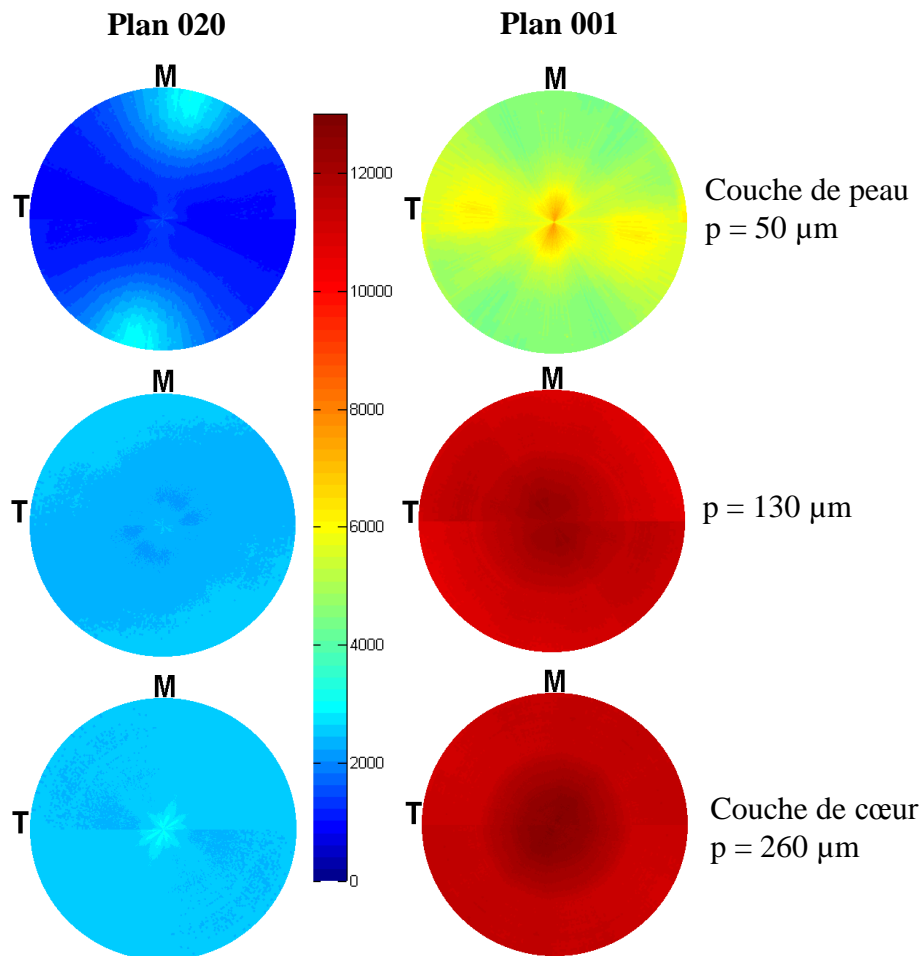 Plan 020
Plan 001
M
M
T
T
Couche de peau
p = 50 µm
12000
10000
8000
6000
4000
2000
0
M
M
T
T
p = 130 µm
M
M
T
T
Couche de cœur
p = 260 µm